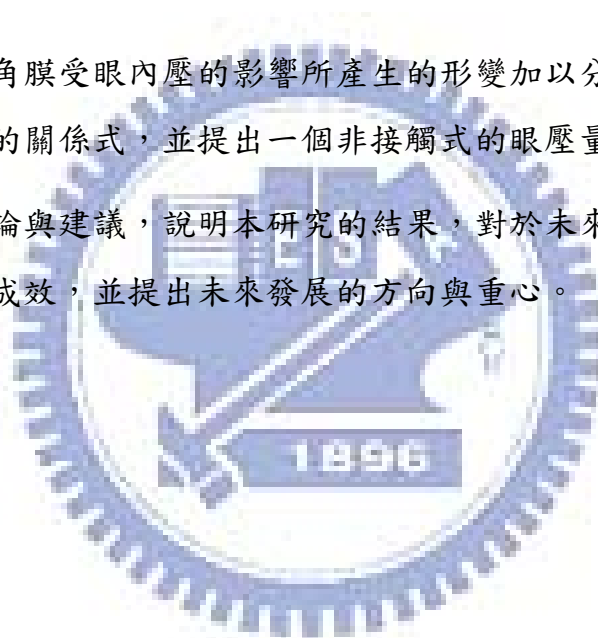 角膜受眼內壓的影響所產生的形變加以分
的關係式，並提出一個非接觸式的眼壓量
論與建議，說明本研究的結果，對於未來
成效，並提出未來發展的方向與重心。
E S
1896